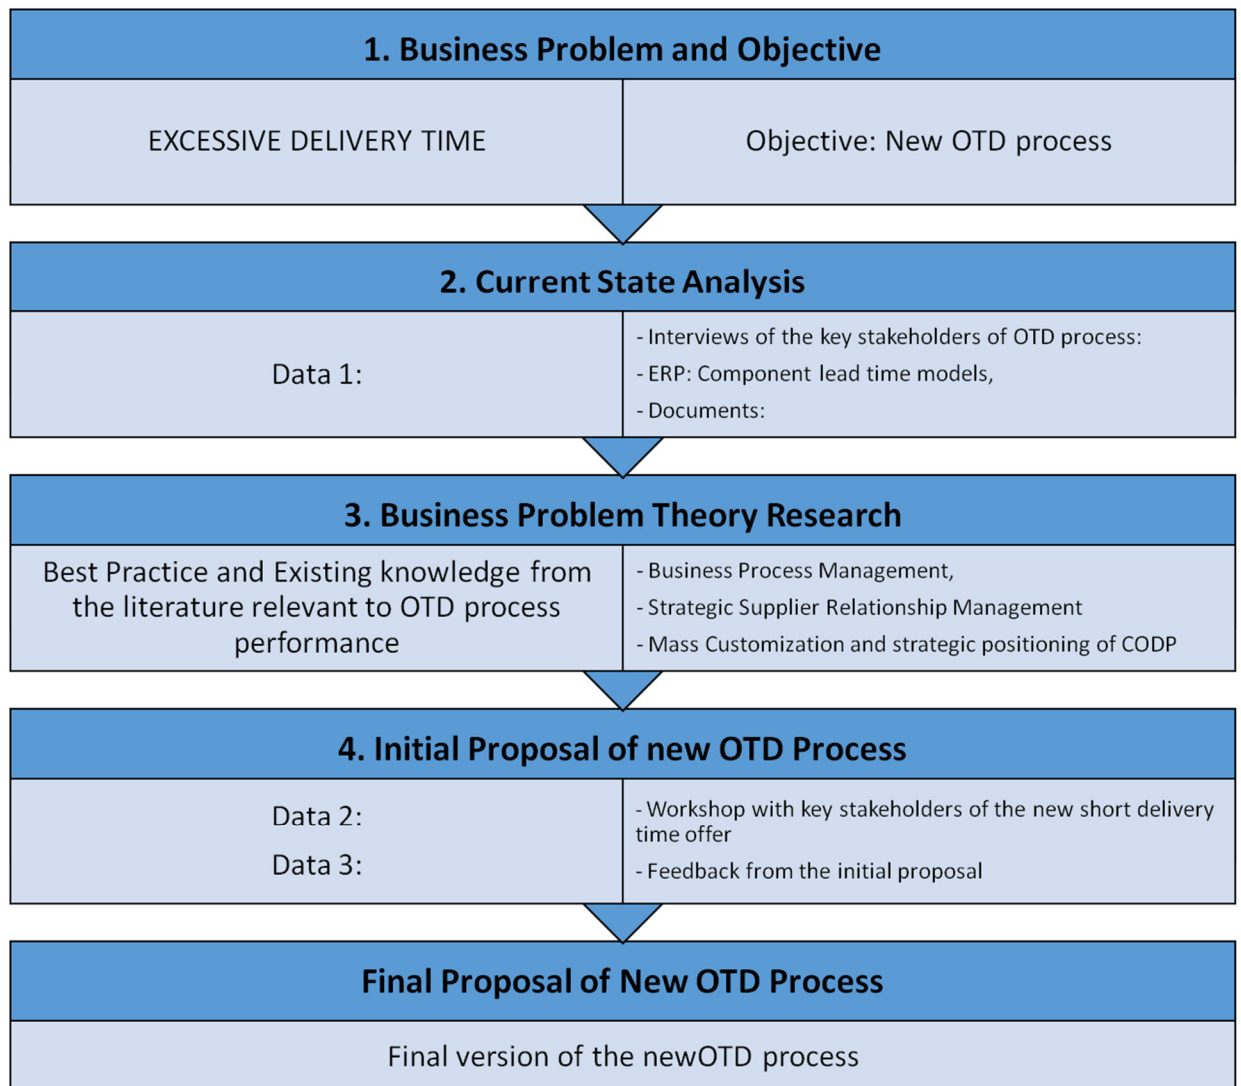 1. Business Problem and Objective
EXCESSIVE DELIVERY TIME
Objective: New OTD process
2. Current State Analysis
Data 1:
- Interviews of the key stakeholders of OTD process:
- ERP: Component lead time models,
- Documents:
3. Business Problem Theory Research
Best Practice and Existing knowledge from
the literature relevant to OTD process
performance
- Business Process Management,
- Strategic Supplier Relationship Management
- Mass Customization and strategic positioning of CODP
4. Initial Proposal of new OTD Process
Data 2:
Data 3:
- Workshop with key stakeholders of the new short delivery
time offer
- Feedback from the initial proposal
Final Proposal of New OTD Process
Final version of the newOTD process